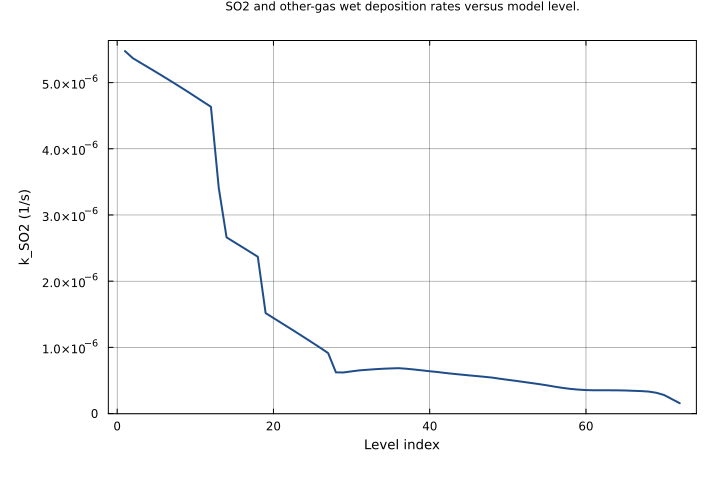 SO2 and other-gas wet deposition rates versus model level.
5.0×10⁻⁶
4.0×10⁻⁶
3.0×10⁻⁶
2.0×10⁻⁶
1.0×10⁻⁶
0
k_SO2 (1/s)
0 20 40 60
Level index